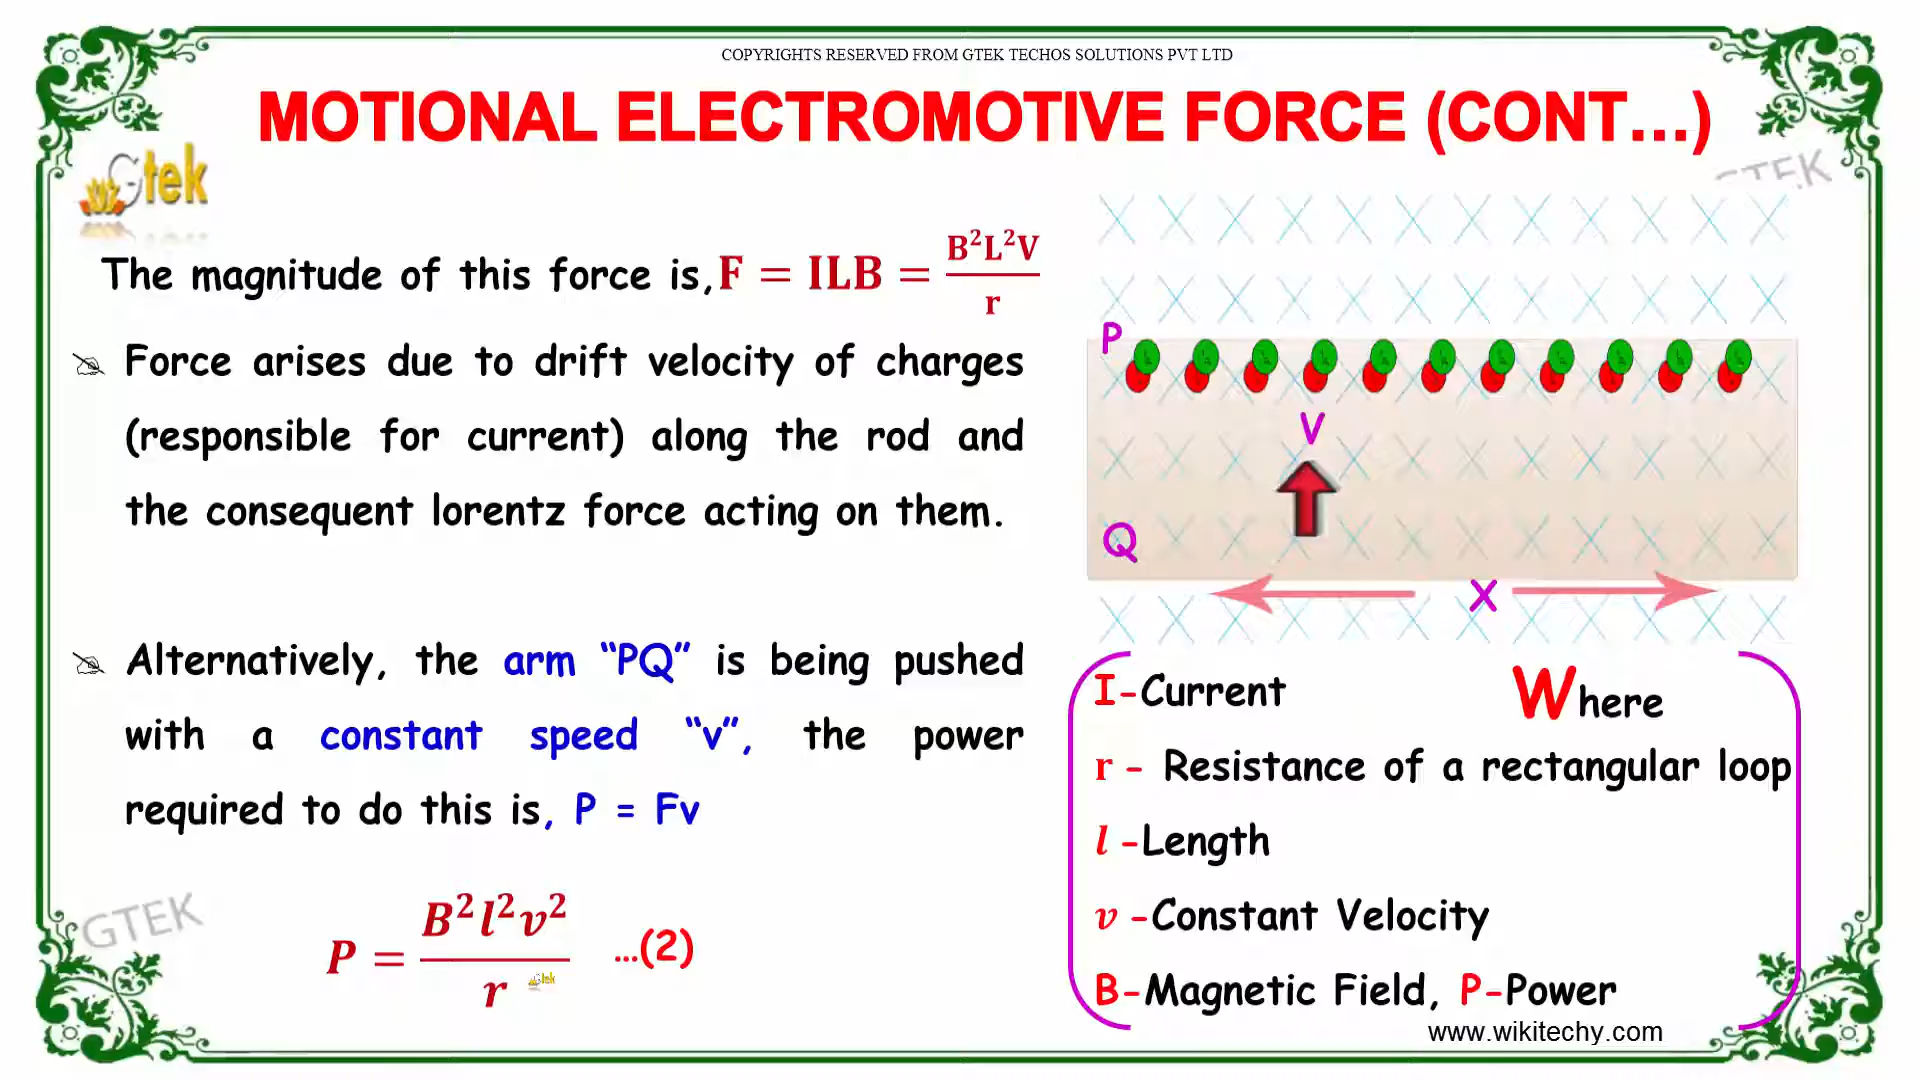 COPYRIGHTS RESERVED FROM GTEK TECHOS SOLUTIONS PVT LTD
MOTIONAL ELECTROMOTIVE FORCE (CONT...)
Gtek
GTEK
The magnitude of this force is, F = ILB = B²L²V / r
Force arises due to drift velocity of charges
(responsible for current) along the rod and
the consequent lorentz force acting on them.
Alternatively, the arm “PQ” is being pushed
with a constant speed “v”, the power
required to do this is, P = Fv
P = B²l²v² / r ...(2)
GTEK
P
V
Q
X
I-Current
Where
r - Resistance of a rectangular loop
l -Length
v -Constant Velocity
B-Magnetic Field, P-Power
www.wikitechy.com